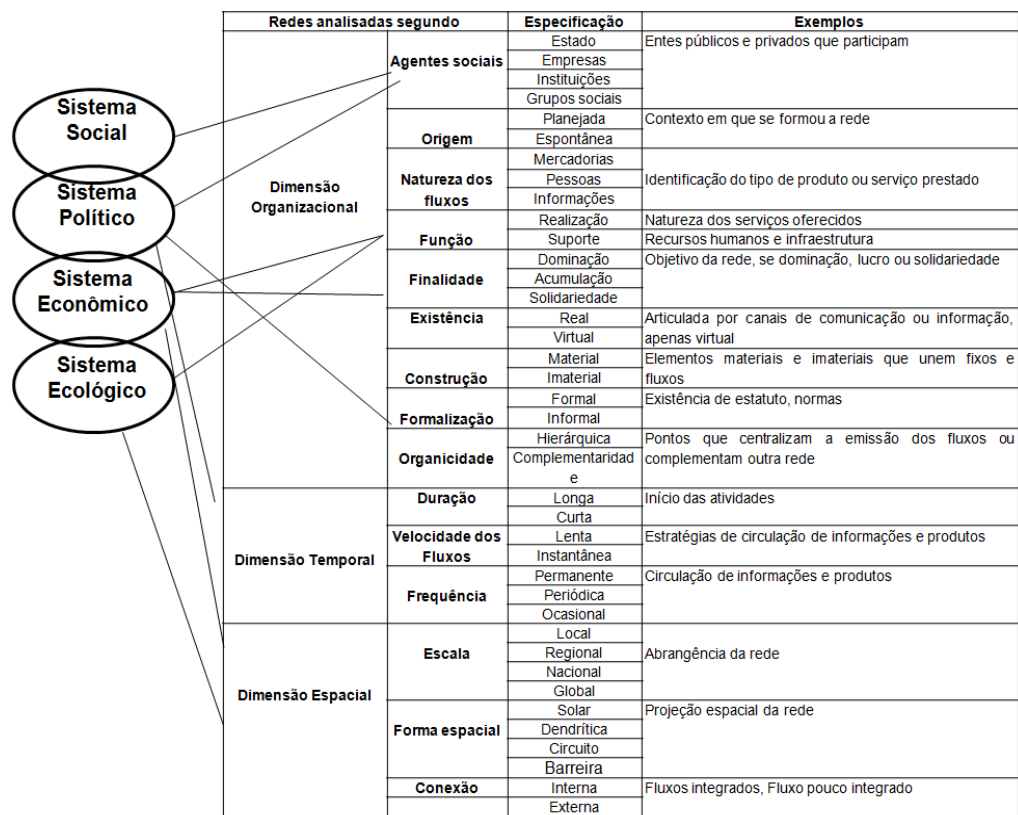 Redes analisadas segundo Especificação Exemplos
Sistema
Social
Sistema
Político
Sistema
Econômico
Sistema
Ecológico
Dimensão
Organizacional
Agentes sociais
Estado
Empresas
Instituições
Grupos sociais
Entes públicos e privados que participam
Origem
Planejada
Espontânea
Contexto em que se formou a rede
Natureza dos
fluxos
Mercadorias
Pessoas
Informações
Identificação do tipo de produto ou serviço prestado
Função
Realização
Natureza dos serviços oferecidos
Suporte
Recursos humanos e infraestrutura
Finalidade
Dominação
Acumulação
Solidariedade
Objetivo da rede, se dominação, lucro ou solidariedade
Existência
Real
Virtual
Articulada por canais de comunicação ou informação,
apenas virtual
Construção
Material
Imaterial
Elementos materiais e imateriais que unem fixos e
fluxos
Formalização
Formal
Informal
Existência de estatuto, normas
Organicidade
Hierárquica
Complementaridad
e
Pontos que centralizam a emissão dos fluxos ou
complementam outra rede
Dimensão Temporal
Duração
Longa
Curta
Início das atividades
Velocidade dos
Fluxos
Lenta
Instantânea
Estratégias de circulação de informações e produtos
Frequência
Permanente
Periódica
Ocasional
Circulação de informações e produtos
Dimensão Espacial
Escala
Local
Regional
Nacional
Global
Abrangência da rede
Forma espacial
Solar
Dendrítica
Circuito
Barreira
Projeção espacial da rede
Conexão
Interna
Externa
Fluxos integrados, Fluxo pouco integrado